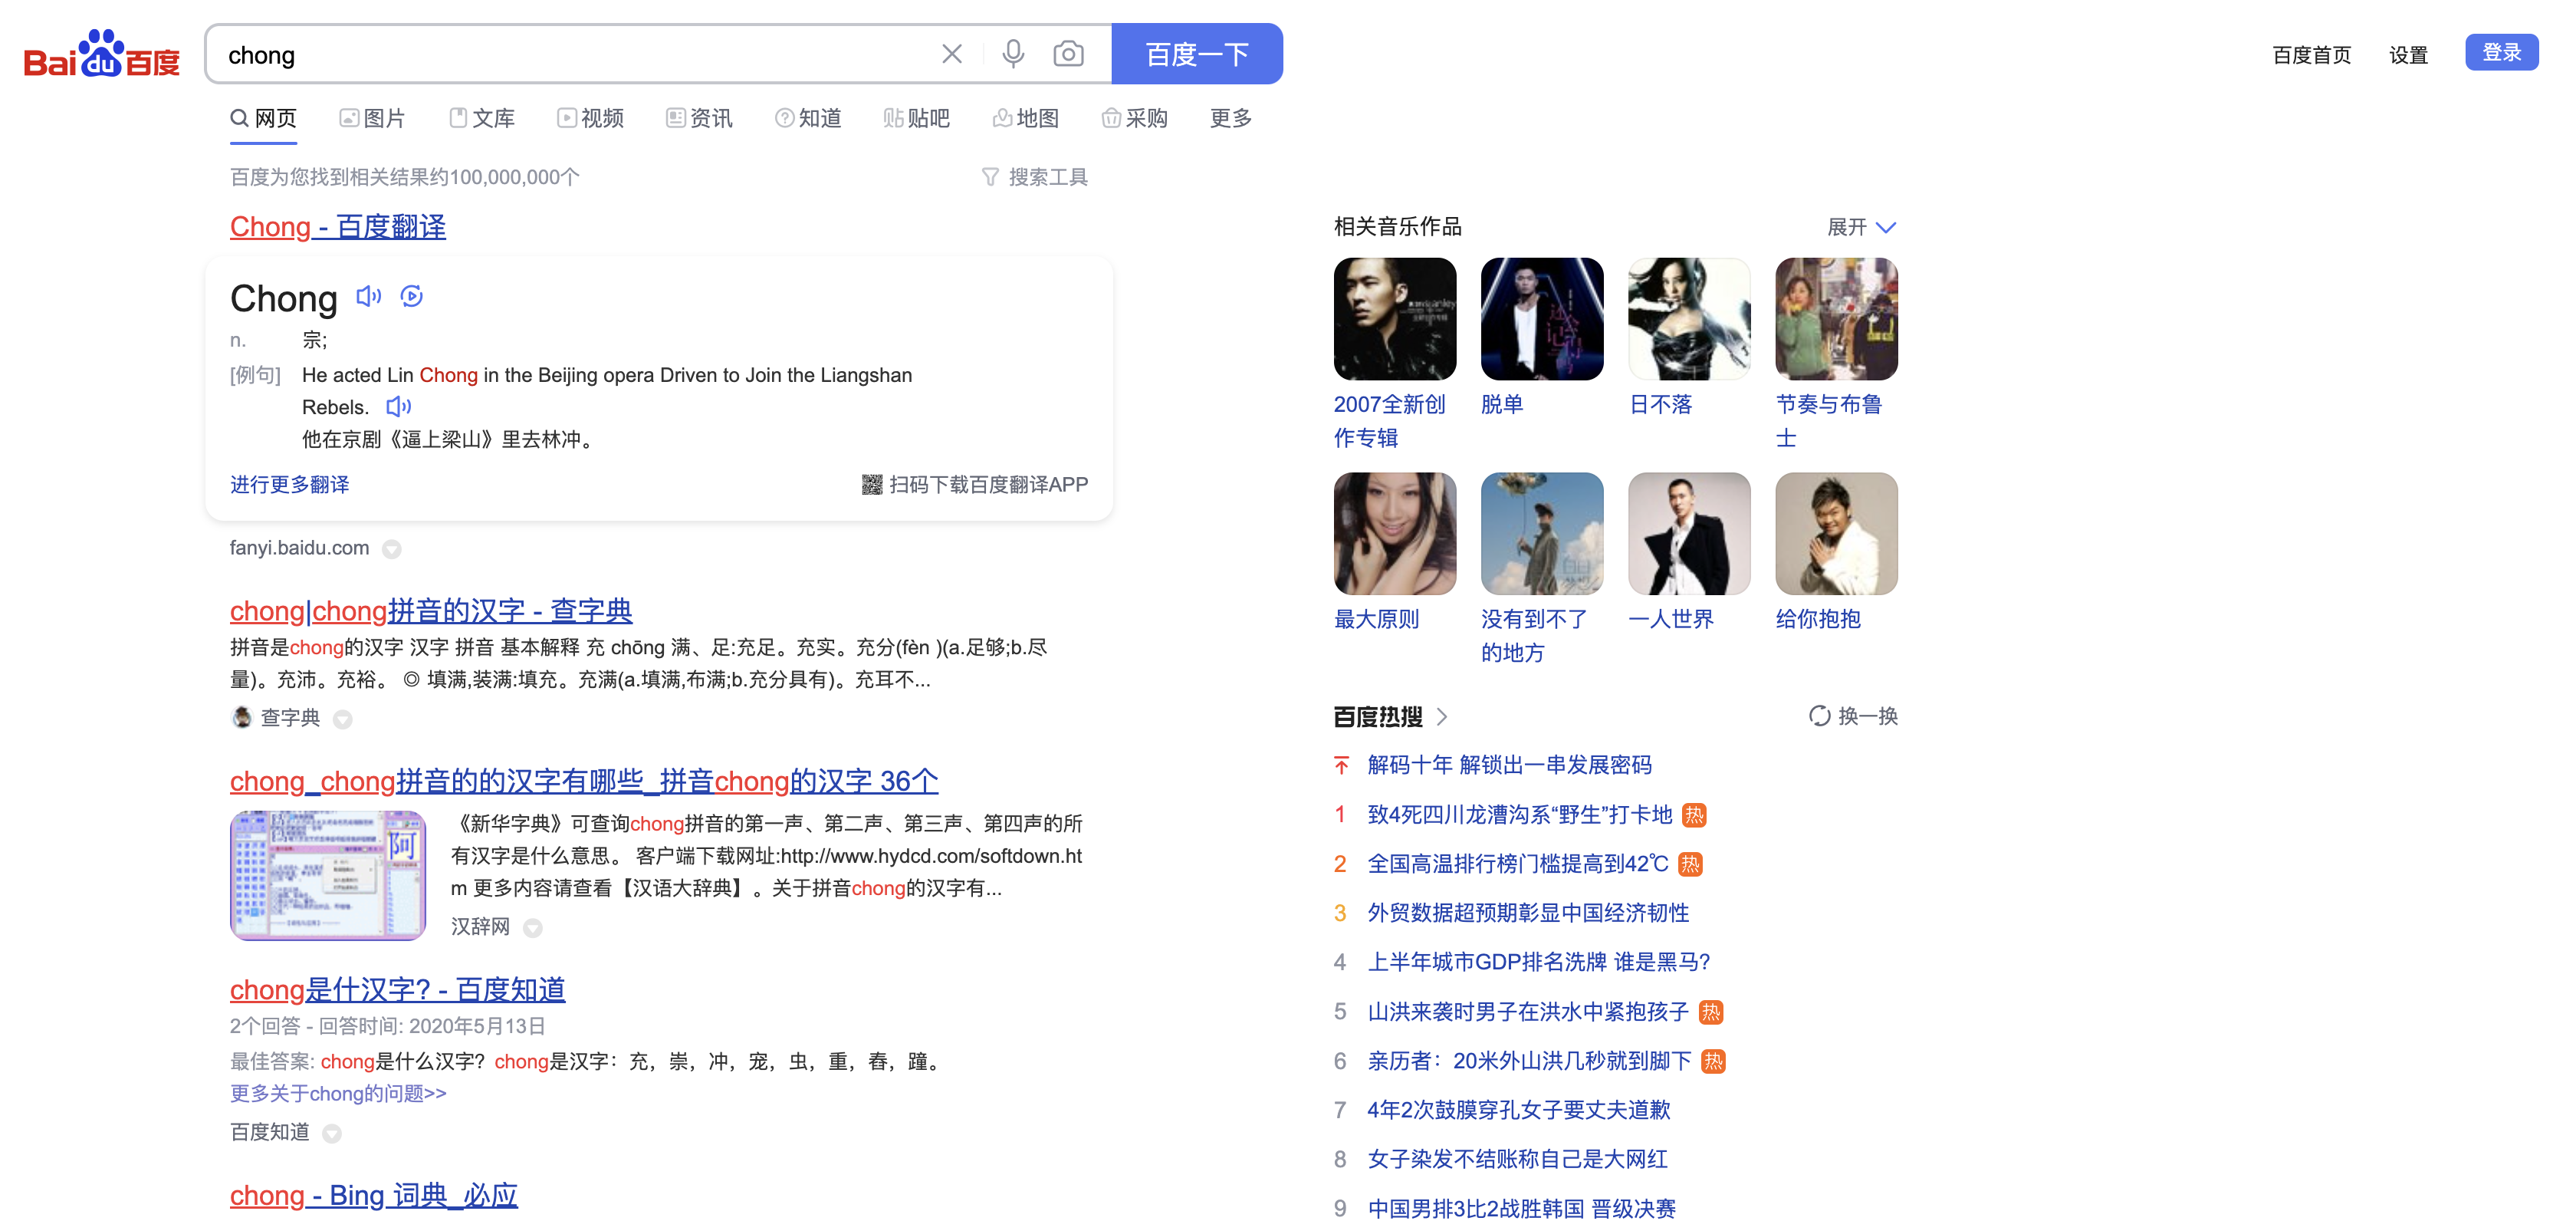 Bai du 百度
chong
百度一下
百度首页 设置 登录
网页 图片 文库 视频 资讯 知道 贴吧 地图 采购 更多
百度为您找到相关结果约100,000,000个 搜索工具
Chong - 百度翻译
Chong
n. 宗;
[例句] He acted Lin Chong in the Beijing opera Driven to Join the Liangshan
Rebels.
他在京剧《逼上梁山》里去林冲。
进行更多翻译 扫码下载百度翻译APP
fanyi.baidu.com
chong|chong拼音的汉字 - 查字典
拼音是chong的汉字 汉字 拼音 基本解释 充 chōng 满、足:充足。充实。充分(fèn )(a.足够;b.尽
量)。充沛。充裕。 ◎ 填满,装满:填充。充满(a.填满,布满;b.充分具有)。充耳不...
查字典
chong_chong拼音的的汉字有哪些_拼音chong的汉字 36个
阿
《新华字典》可查询chong拼音的第一声、第二声、第三声、第四声的所
有汉字是什么意思。 客户端下载网址:http://www.hydcd.com/softdown.ht
m 更多内容请查看【汉语大辞典】。关于拼音chong的汉字有...
汉辞网
chong是什汉字? - 百度知道
2个回答 - 回答时间: 2020年5月13日
最佳答案: chong是什么汉字？chong是汉字：充，崇，冲，宠，虫，重，舂，蹱。
更多关于chong的问题>>
百度知道
chong - Bing 词典_必应
相关音乐作品 展开
2007全新创
作专辑
脱单
日不落
节奏与布鲁
士
最大原则
没有到不了
的地方
一人世界
给你抱抱
百度热搜 换一换
解码十年 解锁出一串发展密码
1 致4死四川龙漕沟系“野生”打卡地 热
2 全国高温排行榜门槛提高到42℃ 热
3 外贸数据超预期彰显中国经济韧性
4 上半年城市GDP排名洗牌 谁是黑马?
5 山洪来袭时男子在洪水中紧抱孩子 热
6 亲历者：20米外山洪几秒就到脚下 热
7 4年2次鼓膜穿孔女子要丈夫道歉
8 女子染发不结账称自己是大网红
9 中国男排3比2战胜韩国 晋级决赛